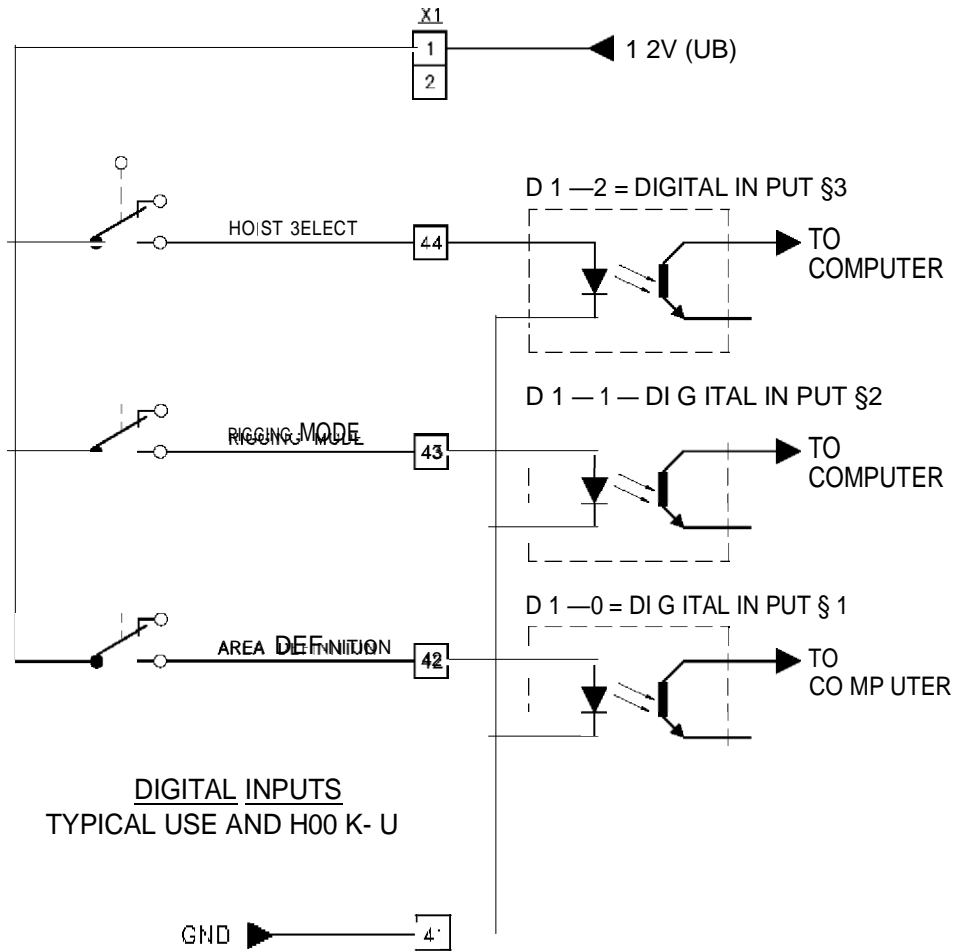 X1
1
1 2V (UB)
2
D 1 —2 = DIGITAL IN PUT §3
HOIST 3ELECT
44
TO
COMPUTER
D 1 — 1 — DI G ITAL IN PUT §2
RIGGING MODE
43
TO
COMPUTER
D 1 —0 = DI G ITAL IN PUT § 1
AREA DEFINITION
42
TO
CO MP UTER
DIGITAL INPUTS
TYPICAL USE AND H00 K- U
GND
4'